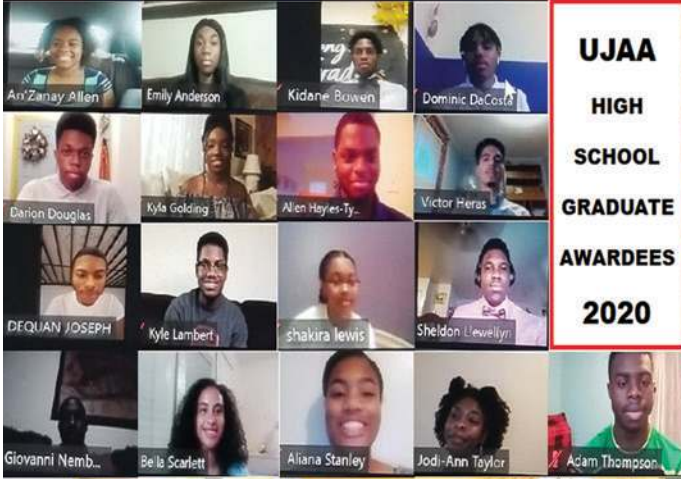 An'Zanay Allen
Emily Anderson
Kidane Bowen
Dominic DaCosta
Darion Douglas
Kyla Golding
Allen Hayles-Ty...
Victor Heras
DEQUAN JOSEPH
Kyle Lambert
shakira lewis
Sheldon Llewellyn
Giovanni Nemb...
Bella Scarlett
Aliana Stanley
Jodi-Ann Taylor
Adam Thompson
UJAA
HIGH
SCHOOL
GRADUATE
AWARDEES
2020